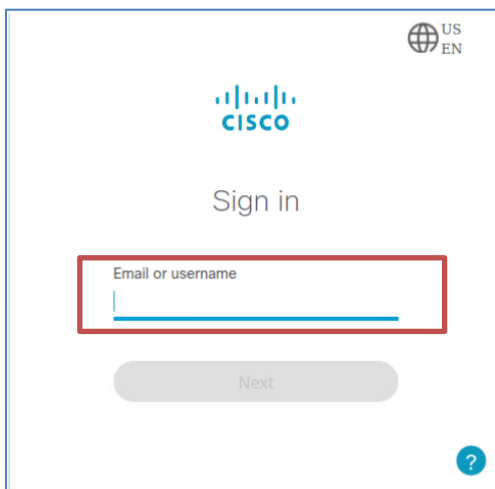 US
EN
CISCO
Sign in
Email or username
Next
?